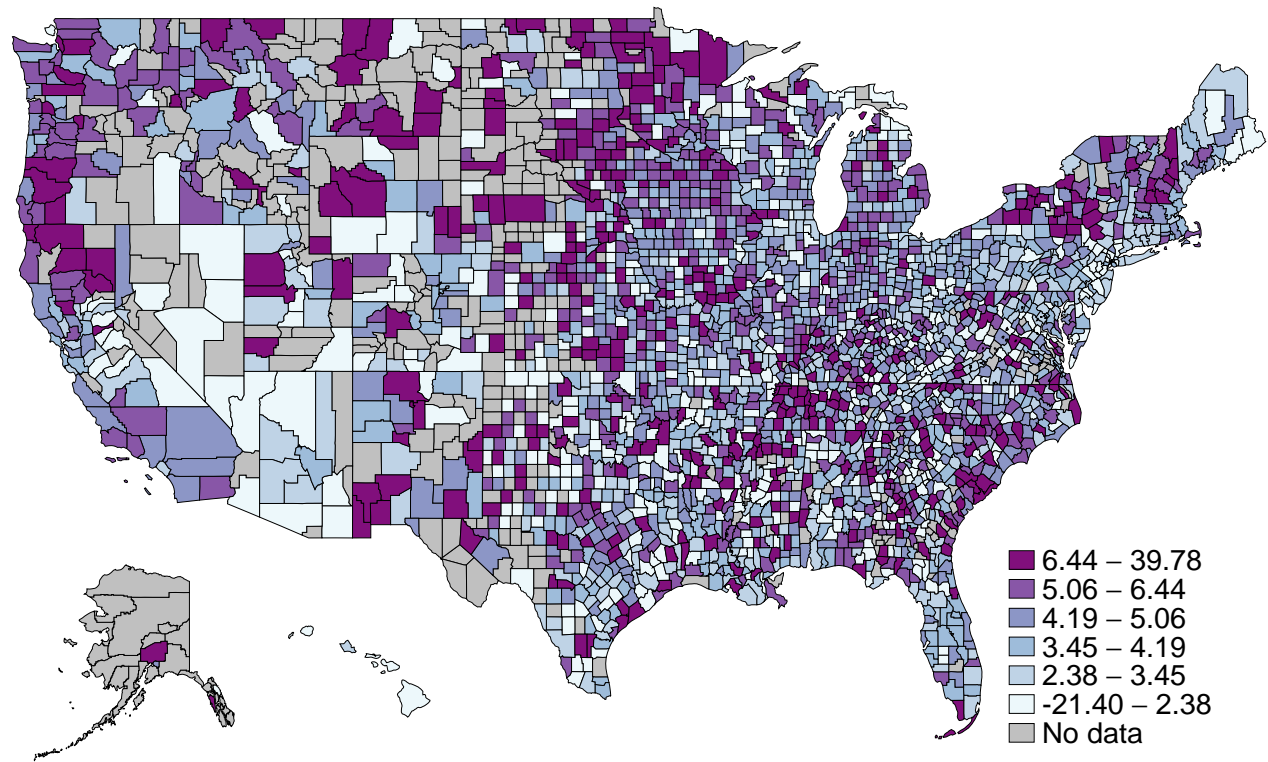 6.44 – 39.78
5.06 – 6.44
4.19 – 5.06
3.45 – 4.19
2.38 – 3.45
-21.40 – 2.38
No data